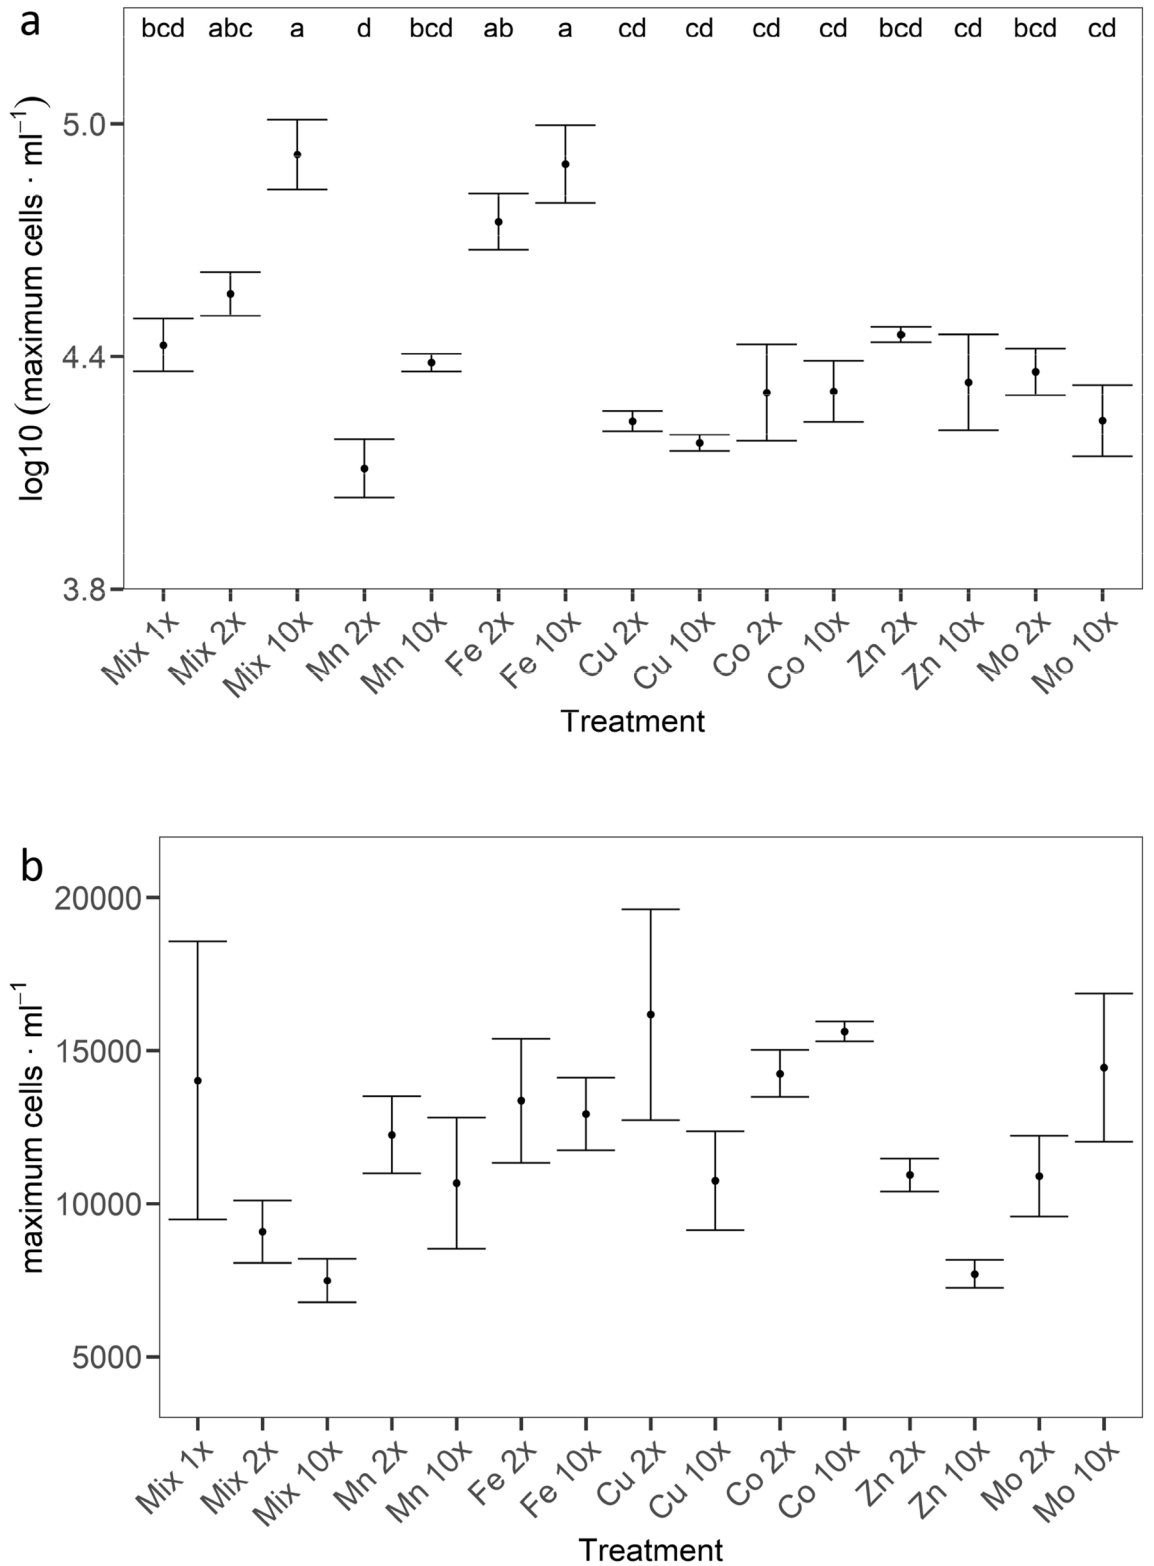 a
bcd abc a d bcd ab a cd cd cd cd bcd cd bcd cd
log10 (maximum cells · ml⁻¹)
5.0
4.4
3.8
Mix 1x Mix 2x Mix 10x Mn 2x Mn 10x Fe 2x Fe 10x Cu 2x Cu 10x Co 2x Co 10x Zn 2x Zn 10x Mo 2x Mo 10x
Treatment
b
maximum cells · ml⁻¹
20000
15000
10000
5000
Mix 1x Mix 2x Mix 10x Mn 2x Mn 10x Fe 2x Fe 10x Cu 2x Cu 10x Co 2x Co 10x Zn 2x Zn 10x Mo 2x Mo 10x
Treatment